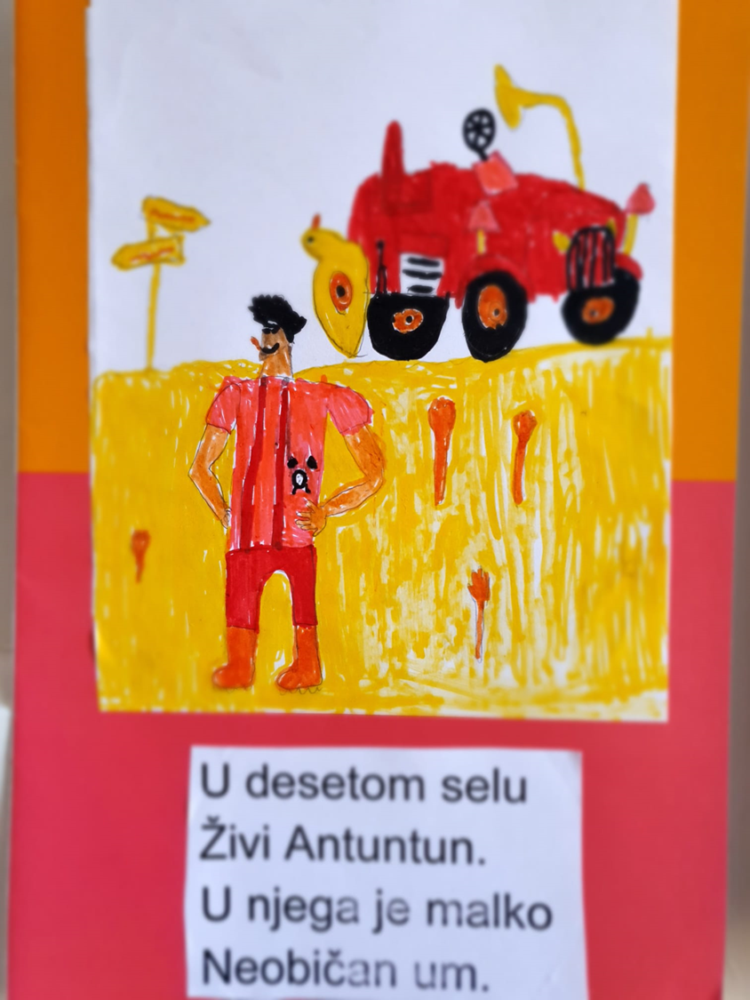 U desetom selu
Živi Antuntun.
U njega je malko
Neobičan um.